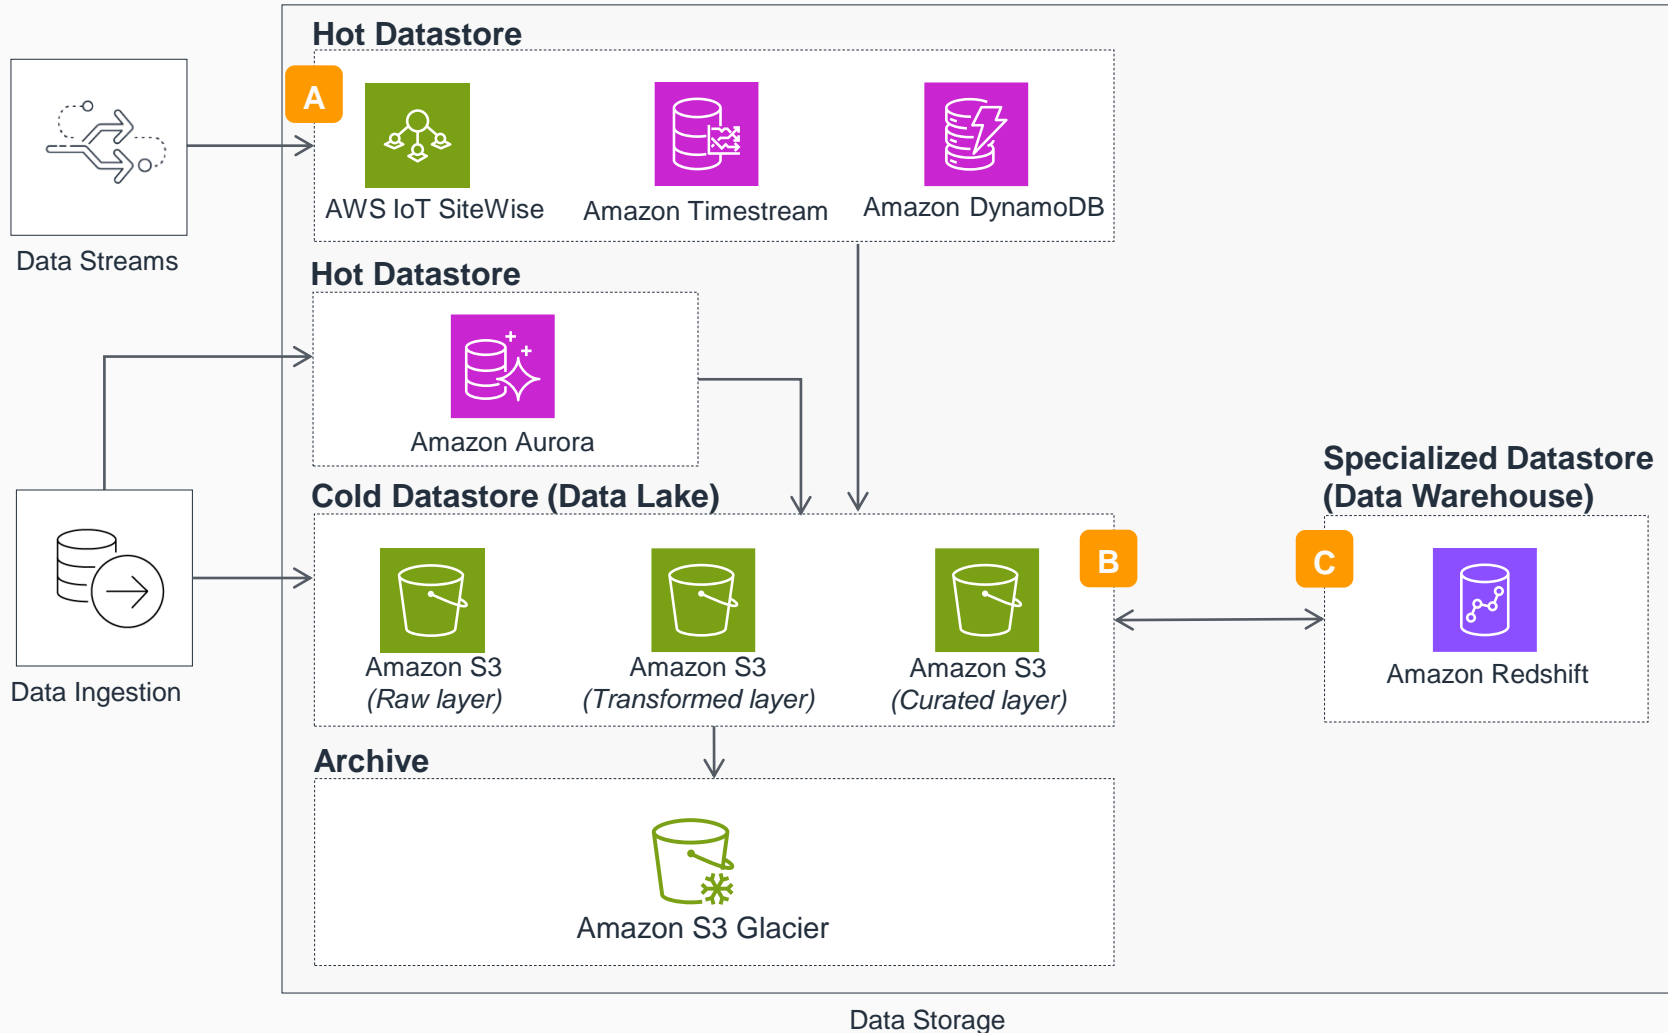 Hot Datastore
A
AWS IoT SiteWise
Amazon Timestream
Amazon DynamoDB
Data Streams
Hot Datastore
Amazon Aurora
Cold Datastore (Data Lake)
Specialized Datastore
(Data Warehouse)
B
C
Amazon S3
(Raw layer)
Amazon S3
(Transformed layer)
Amazon S3
(Curated layer)
Amazon Redshift
Data Ingestion
Archive
Amazon S3 Glacier
Data Storage